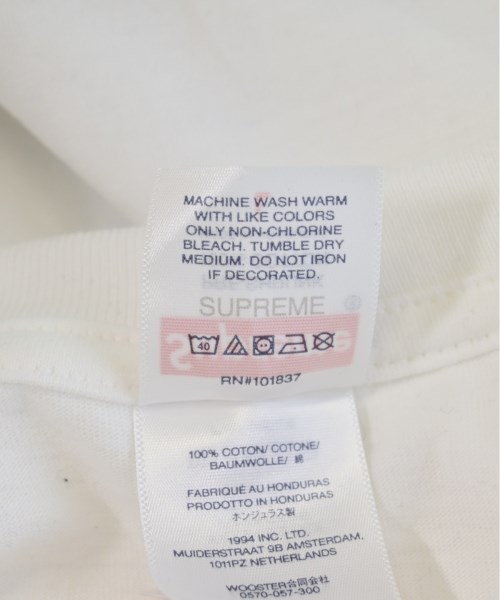 MACHINE WASH WARM
WITH LIKE COLORS
ONLY NON-CHLORINE
BLEACH. TUMBLE DRY
MEDIUM. DO NOT IRON
IF DECORATED.
SUPREME
40
RN#101837
100% COTON/ COTONE/
BAUMWOLLE/ 綿
FABRIQUÉ AU HONDURAS
PRODOTTO IN HONDURAS
ホンジュラス製
1994 INC. LTD.
MUIDERSTRAAT 9B AMSTERDAM,
1011PZ NETHERLANDS
WOOSTER合同会社
0570-057-300